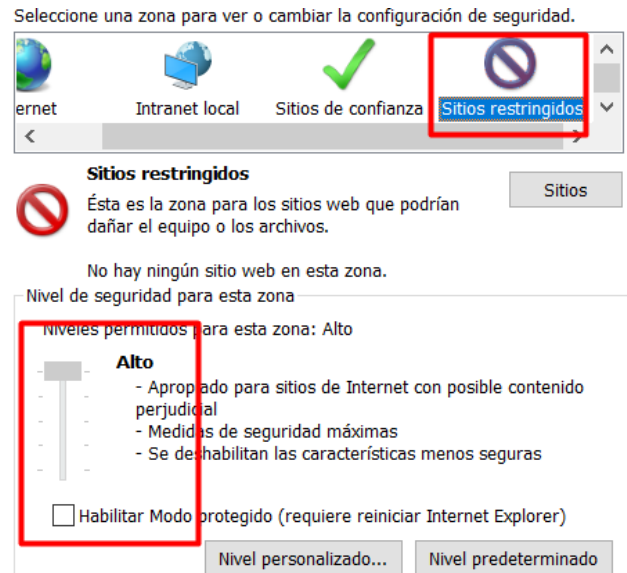 Seleccione una zona para ver o cambiar la configuración de seguridad.
ernet
Intranet local
Sitios de confianza
Sitios restringidos
Sitios restringidos
Ésta es la zona para los sitios web que podrían
dañar el equipo o los archivos.
Sitios
No hay ningún sitio web en esta zona.
Nivel de seguridad para esta zona
Niveles permitidos para esta zona: Alto
Alto
- Apropiado para sitios de Internet con posible contenido
perjudicial
- Medidas de seguridad máximas
- Se deshabilitan las características menos seguras
Habilitar Modo protegido (requiere reiniciar Internet Explorer)
Nivel personalizado...
Nivel predeterminado